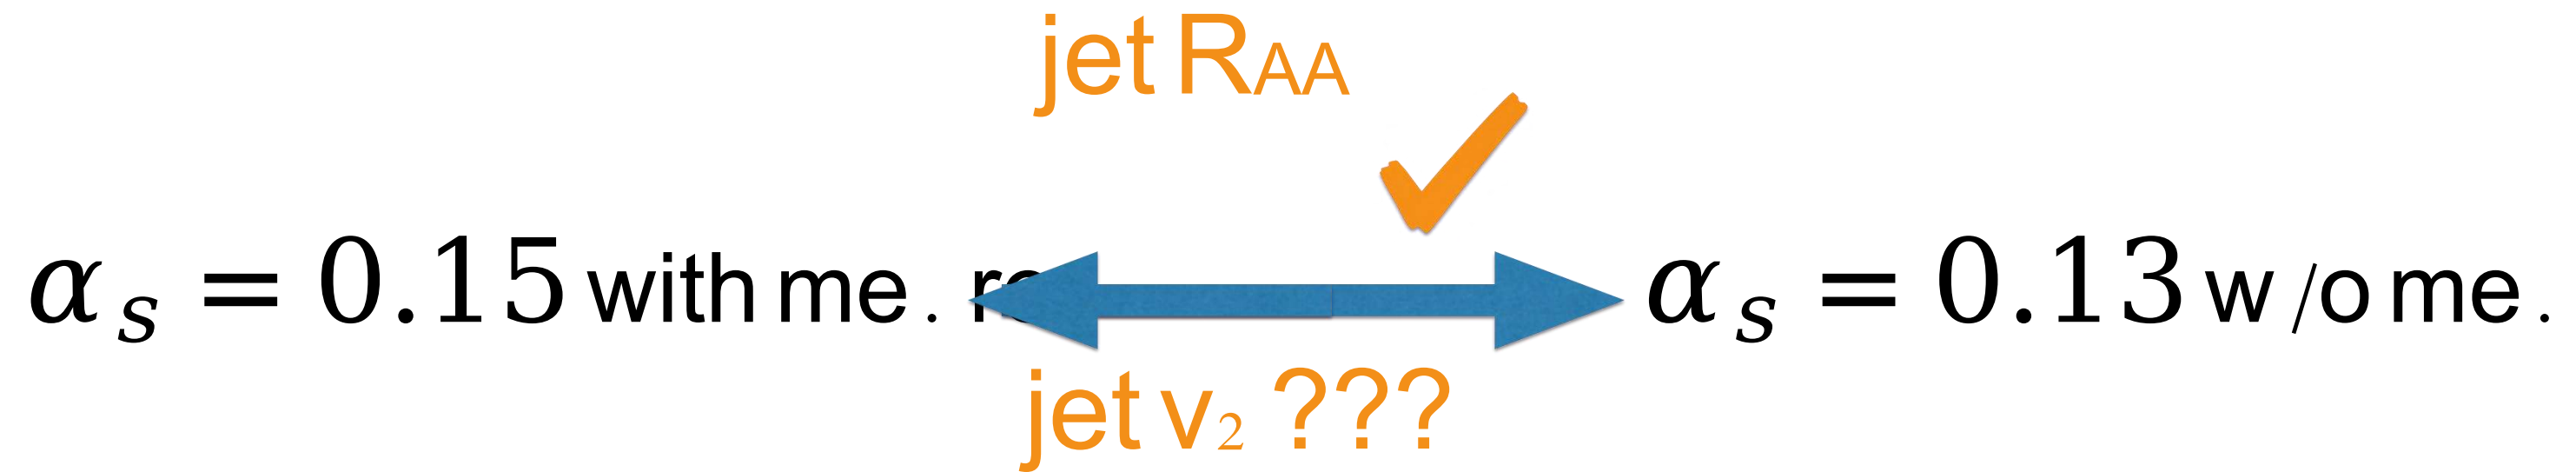 jet RAA
αs = 0.15 with me. αs = 0.13 w/o me.
jet v2 ???